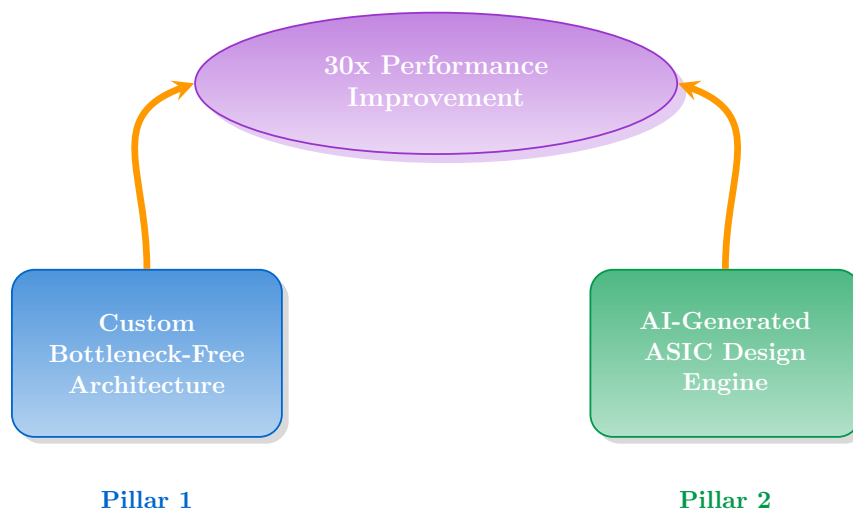 30x Performance
Improvement
Custom
Bottleneck-Free
Architecture
AI-Generated
ASIC Design
Engine
Pillar 1
Pillar 2